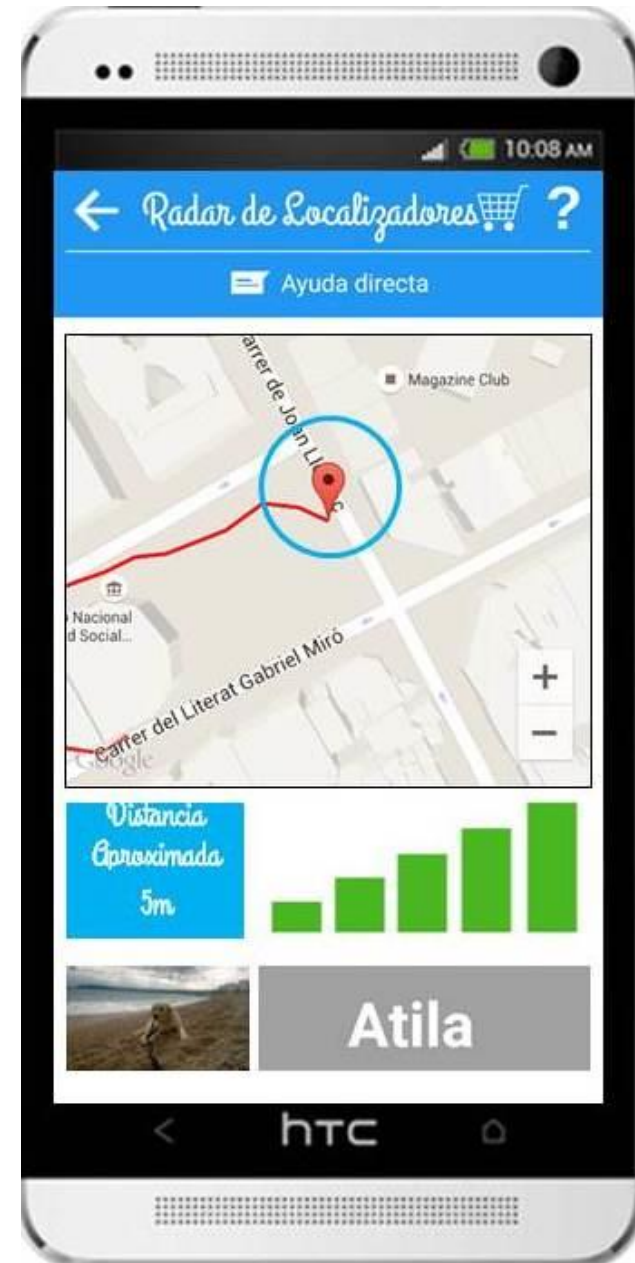 10:08 AM
Radar de Localizadores ?
Ayuda directa
Magazine Club
Carrer del Literat Gabriel Miró
Nacional
d Social...
+
−
Google
Distancia
Aproximada
5m
Atila
htc